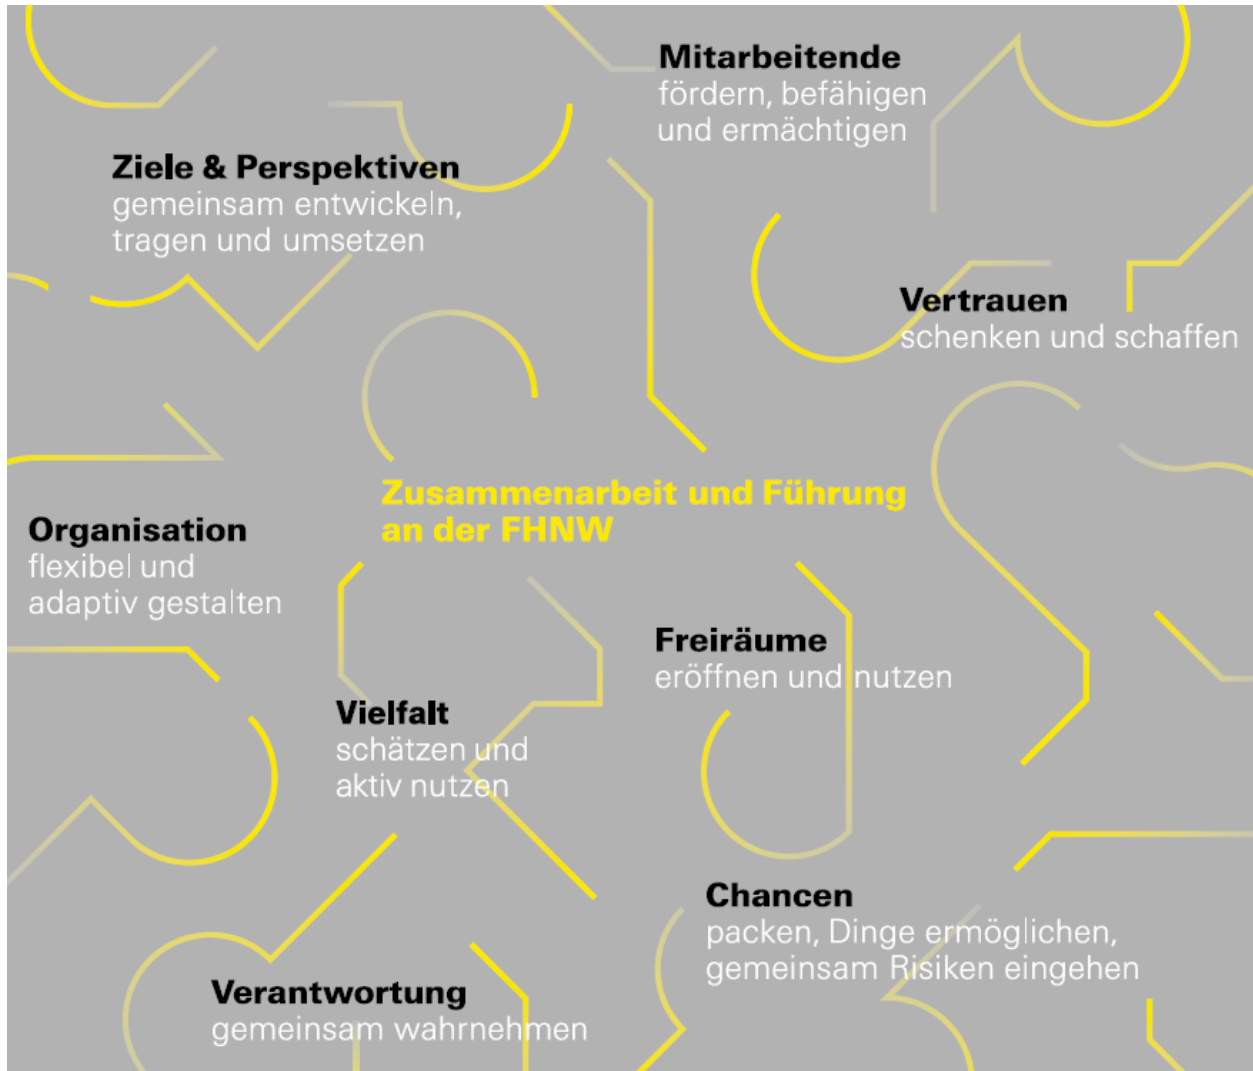 Mitarbeitende
fördern, befähigen
und ermächtigen
Ziele & Perspektiven
gemeinsam entwickeln,
tragen und umsetzen
Vertrauen
schenken und schaffen
Zusammenarbeit und Führung
an der FHNW
Organisation
flexibel und
adaptiv gestalten
Freiräume
eröffnen und nutzen
Vielfalt
schätzen und
aktiv nutzen
Chancen
packen, Dinge ermöglichen,
gemeinsam Risiken eingehen
Verantwortung
gemeinsam wahrnehmen